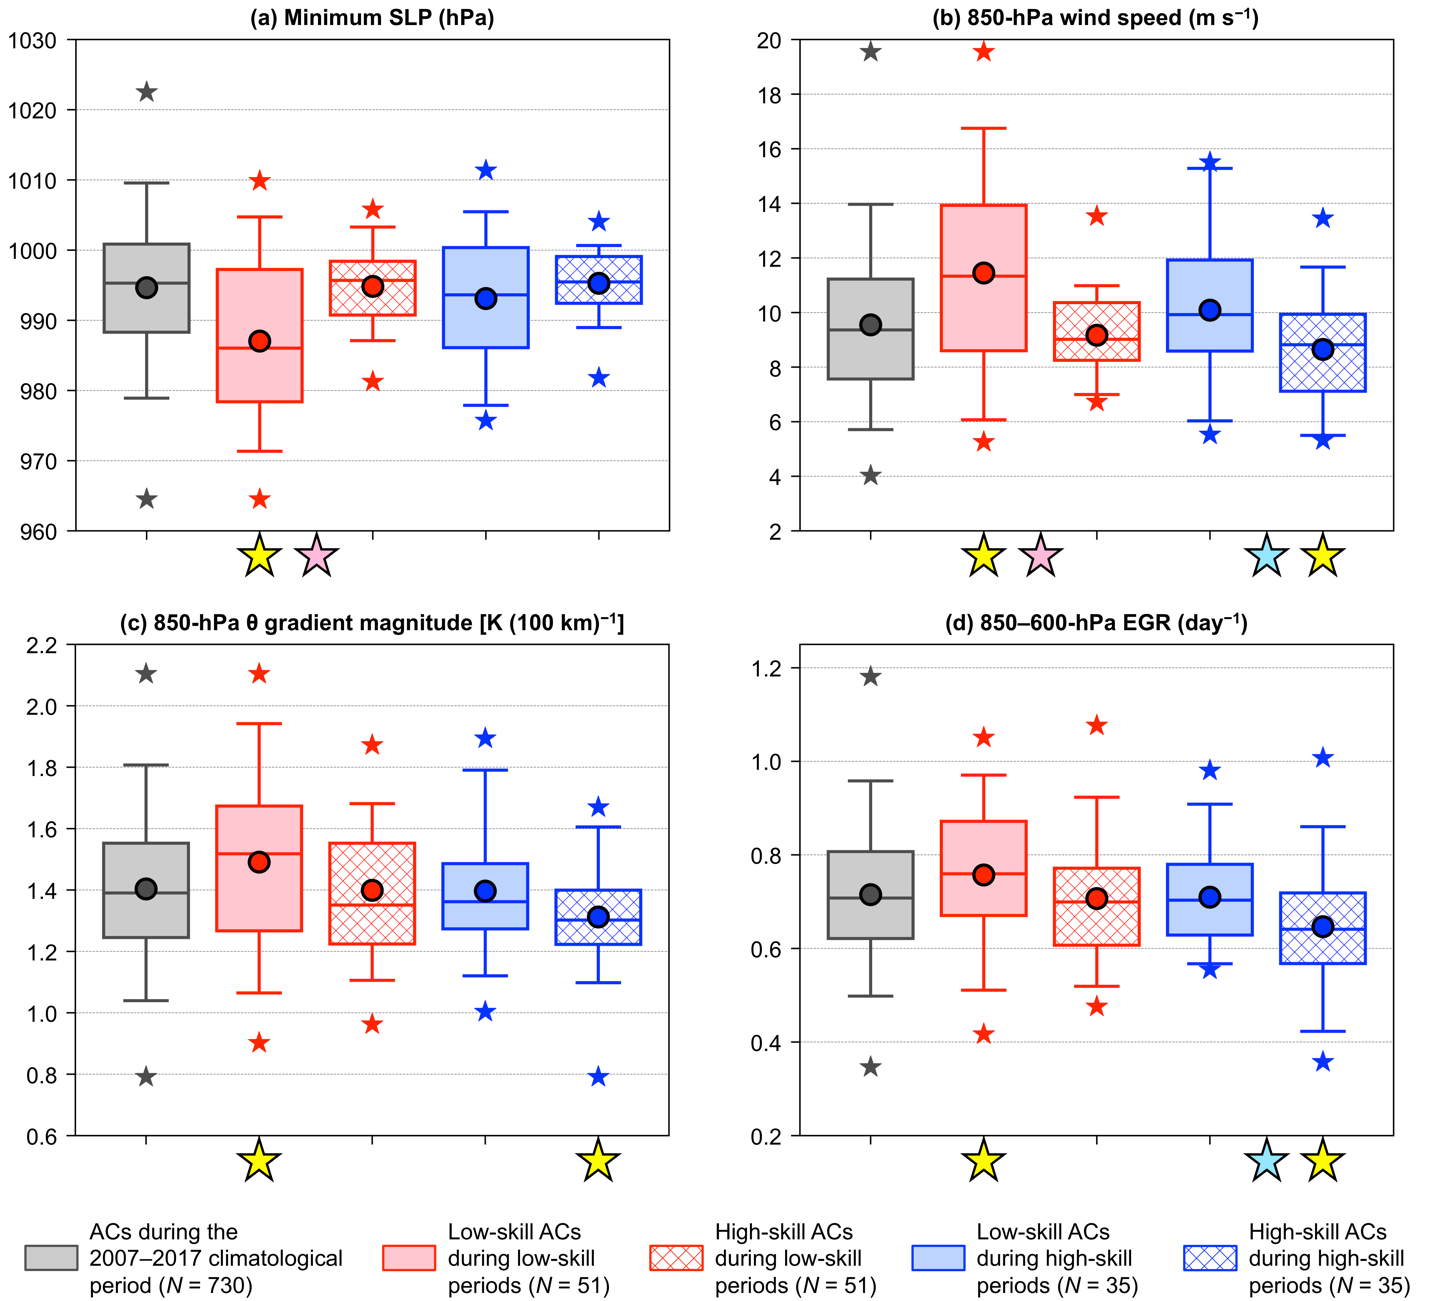 (a) Minimum SLP (hPa)
1030
1020
1010
1000
990
980
970
960
(b) 850-hPa wind speed (m s⁻¹)
20
18
16
14
12
10
8
6
4
2
(c) 850-hPa θ gradient magnitude [K (100 km)⁻¹]
2.2
2.0
1.8
1.6
1.4
1.2
1.0
0.8
0.6
(d) 850–600-hPa EGR (day⁻¹)
1.2
1.0
0.8
0.6
0.4
0.2
ACs during the
2007–2017 climatological
period (N = 730)
Low-skill ACs
during low-skill
periods (N = 51)
High-skill ACs
during low-skill
periods (N = 51)
Low-skill ACs
during high-skill
periods (N = 35)
High-skill ACs
during high-skill
periods (N = 35)